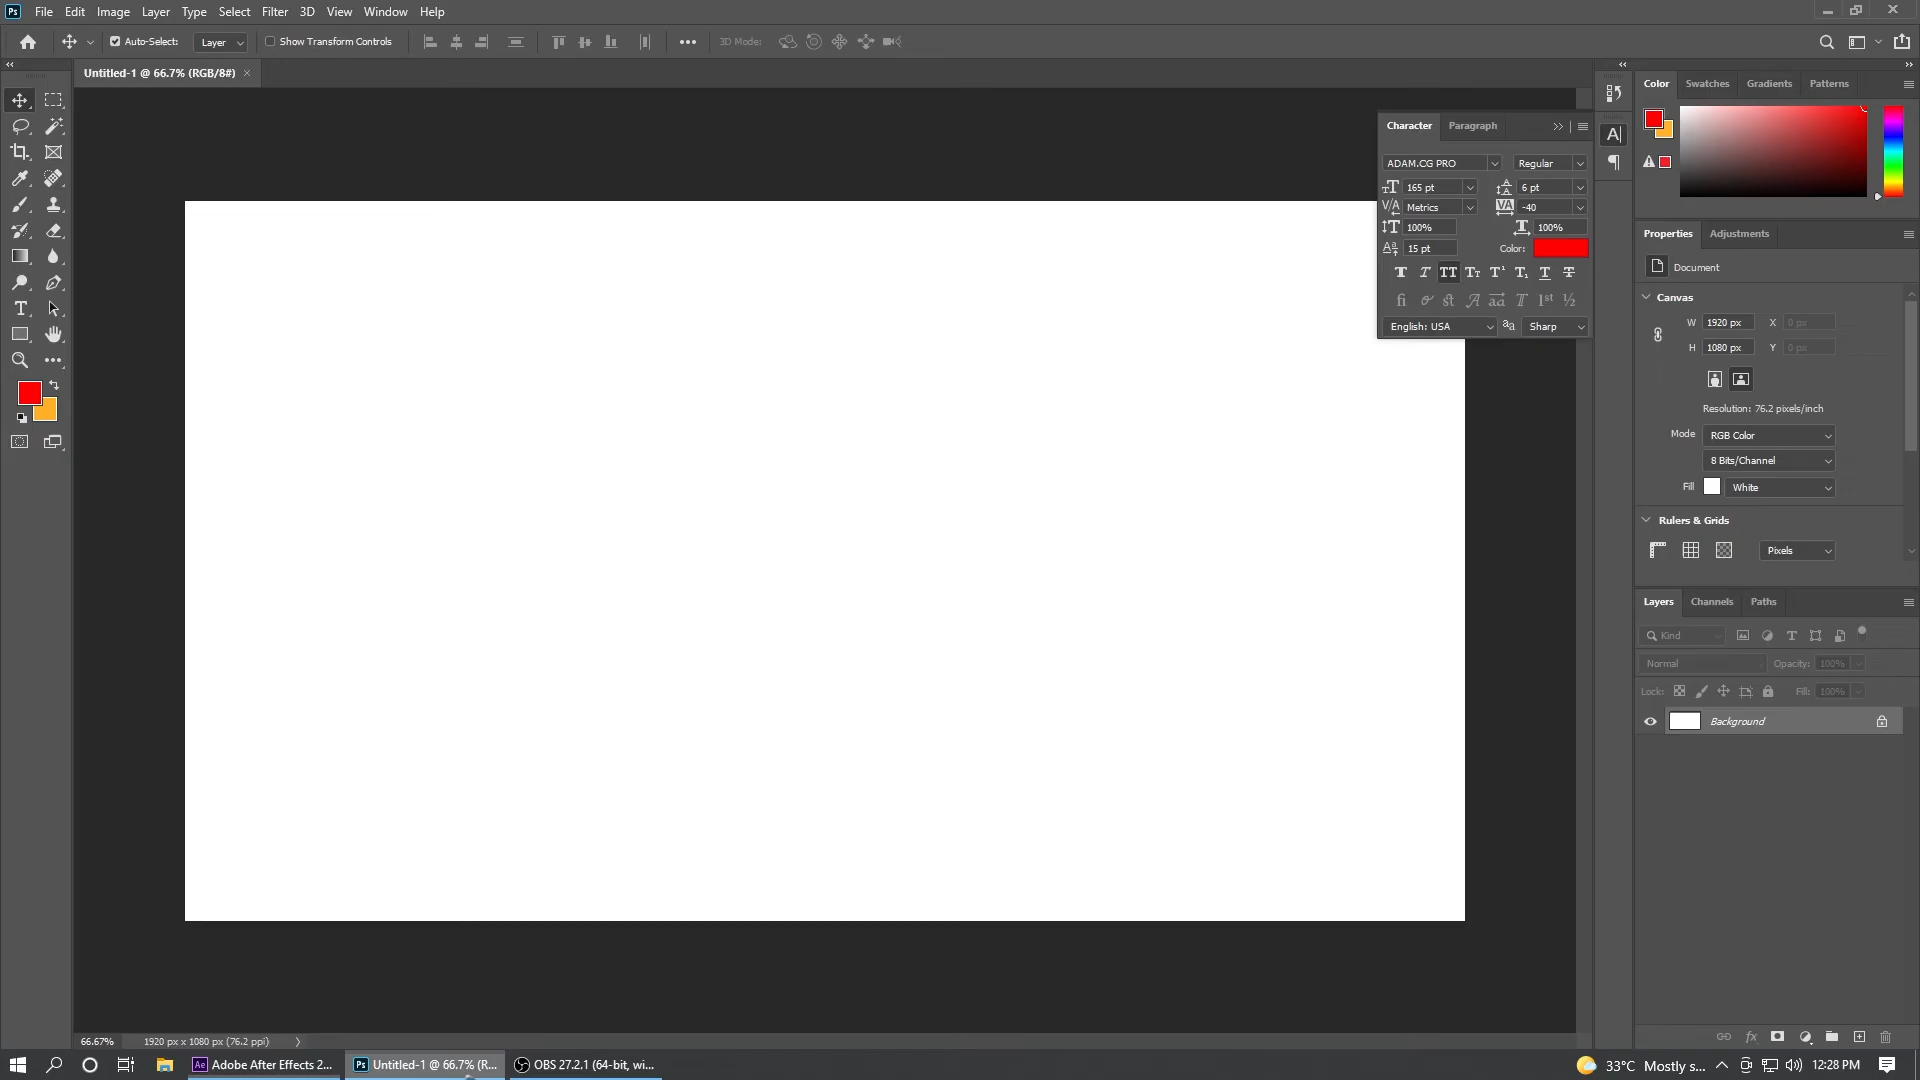 Ps File Edit Image Layer Type Select Filter 3D View Window Help
Auto-Select: Layer Show Transform Controls 3D Mode:
Untitled-1 @ 66.7% (RGB/8#) ×
Color Swatches Gradients Patterns
Character Paragraph
ADAM.CG PRO Regular
165 pt 6 pt
Metrics -40
100% 100%
15 pt Color:
English: USA Sharp
Properties Adjustments
Document
Canvas
W 1920 px X 0 px
H 1080 px Y 0 px
Resolution: 76.2 pixels/inch
Mode RGB Color
8 Bits/Channel
Fill White
Rulers & Grids
Pixels
Layers Channels Paths
Kind
Normal Opacity: 100%
Lock: Fill: 100%
Background
66.67% 1920 px x 1080 px (76.2 ppi)
Ae Adobe After Effects 2... Ps Untitled-1 @ 66.7% (R... OBS 27.2.1 (64-bit, wi... 33°C Mostly s... 12:28 PM